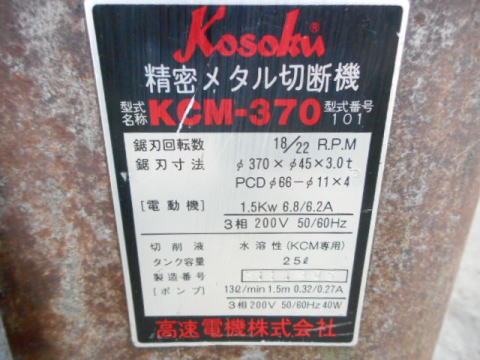 Kosoku
精密メタル切断機
型式名称 KCM-370 型式番号 101
鋸刃回転数 18/22 R.P.M
鋸刃寸法 φ370×φ45×3.0t
PCDφ66-φ11×4
[電動機] 1.5Kw 6.8/6.2A
3相 200V 50/60Hz
切削液 水溶性(KCM専用)
タンク容量 25ℓ
製造番号
[ポンプ] 13ℓ/min 1.5m 0.32/0.27A
3相 200V 50/60Hz 40W
高速電機株式会社